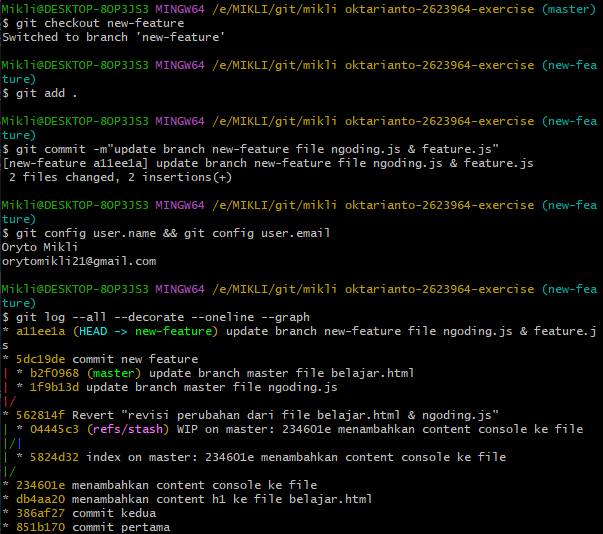 Mikli@DESKTOP-8OP3JS3 MINGW64 /e/MIKLI/git/mikli oktarianto-2623964-exercise (master)
$ git checkout new-feature
Switched to branch 'new-feature'

Mikli@DESKTOP-8OP3JS3 MINGW64 /e/MIKLI/git/mikli oktarianto-2623964-exercise (new-fea
ture)
$ git add .

Mikli@DESKTOP-8OP3JS3 MINGW64 /e/MIKLI/git/mikli oktarianto-2623964-exercise (new-fea
ture)
$ git commit -m"update branch new-feature file ngoding.js & feature.js"
[new-feature a11ee1a] update branch new-feature file ngoding.js & feature.js
 2 files changed, 2 insertions(+)

Mikli@DESKTOP-8OP3JS3 MINGW64 /e/MIKLI/git/mikli oktarianto-2623964-exercise (new-fea
ture)
$ git config user.name && git config user.email
Oryto Mikli
orytomikli21@gmail.com

Mikli@DESKTOP-8OP3JS3 MINGW64 /e/MIKLI/git/mikli oktarianto-2623964-exercise (new-fea
ture)
$ git log --all --decorate --oneline --graph
* a11ee1a (HEAD -> new-feature) update branch new-feature file ngoding.js & feature.j
s
* 5dc19de commit new feature
| * b2f0968 (master) update branch master file belajar.html
| * 1f9b13d update branch master file ngoding.js
|/
* 562814f Revert "revisi perubahan dari file belajar.html & ngoding.js"
| * 04445c3 (refs/stash) WIP on master: 234601e menambahkan content console ke file
|/|
| * 5824d32 index on master: 234601e menambahkan content console ke file
|/
* 234601e menambahkan content console ke file
* db4aa20 menambahkan content h1 ke file belajar.html
* 386af27 commit kedua
* 851b170 commit pertama